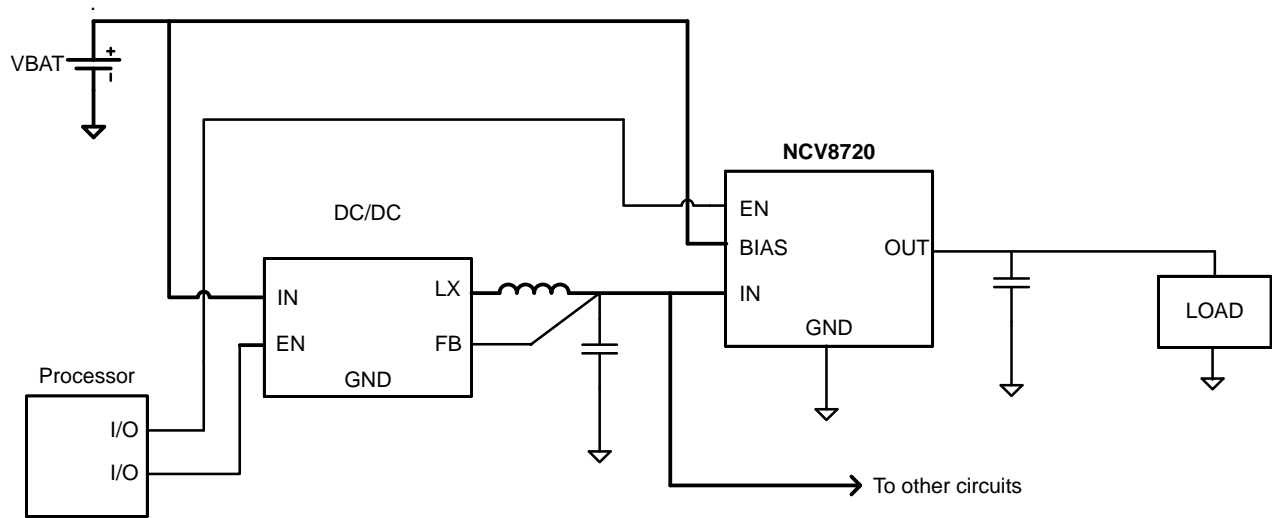 VBAT
+
NCV8720
EN
DC/DC
BIAS
OUT
IN
LX
IN
LOAD
GND
EN
FB
GND
Processor
I/O
I/O
To other circuits